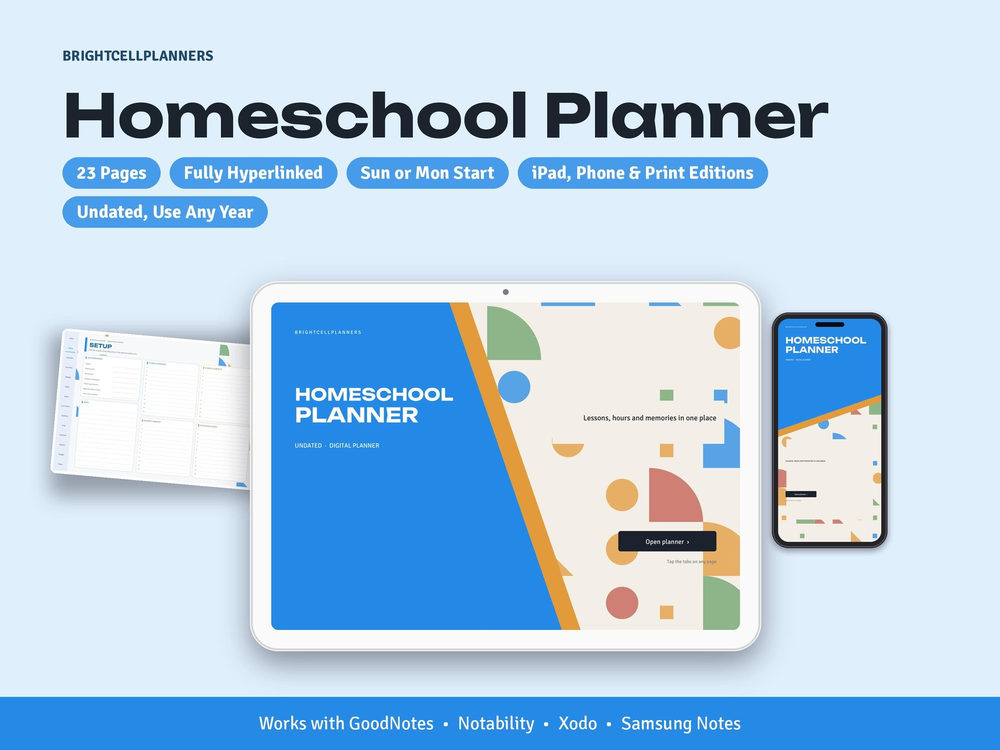 BRIGHTCELLPLANNERS
Homeschool Planner
23 Pages
Fully Hyperlinked
Sun or Mon Start
iPad, Phone & Print Editions
Undated, Use Any Year
SETUP
BRIGHTCELLPLANNERS
HOMESCHOOL
PLANNER
UNDATED · DIGITAL PLANNER
Lessons, hours and memories in one place
Open planner ›
Tap the tabs on any page
HOMESCHOOL
PLANNER
Works with GoodNotes • Notability • Xodo • Samsung Notes